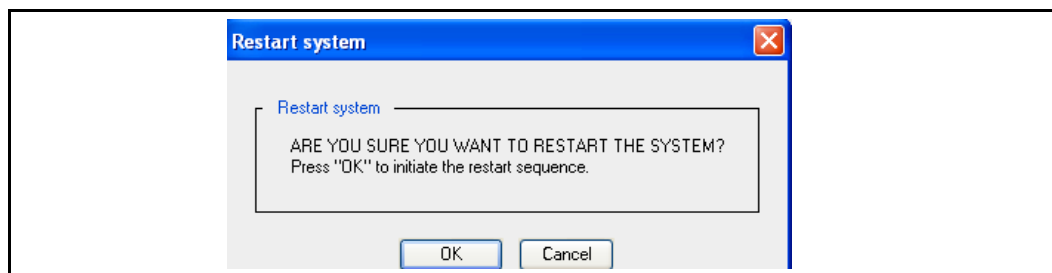 Restart system
Restart system
ARE YOU SURE YOU WANT TO RESTART THE SYSTEM?
Press "OK" to initiate the restart sequence.
OK Cancel